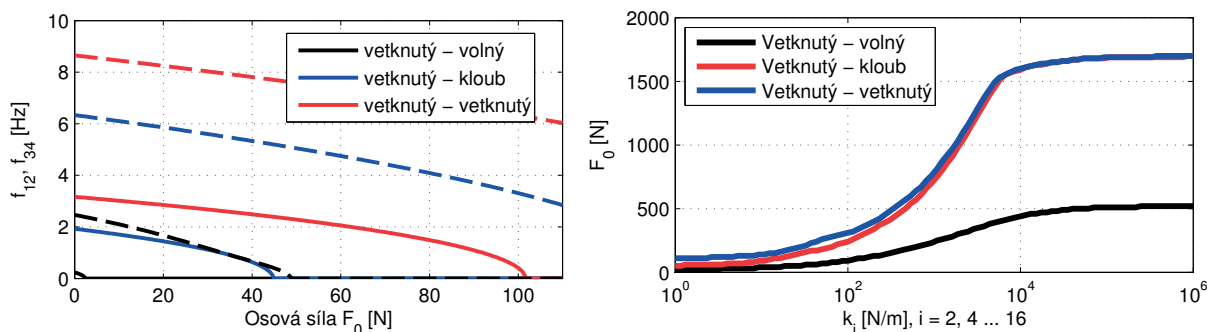 10
8
6
4
2
0
f12, f34 [Hz]
0 20 40 60 80 100
Osová síla F0 [N]
vetknutý − volný
vetknutý − kloub
vetknutý − vetknutý
2000
1500
1000
500
0
F0 [N]
10^0 10^2 10^4 10^6
ki [N/m], i = 2, 4 ... 16
Vetknutý − volný
Vetknutý − kloub
Vetknutý − vetknutý